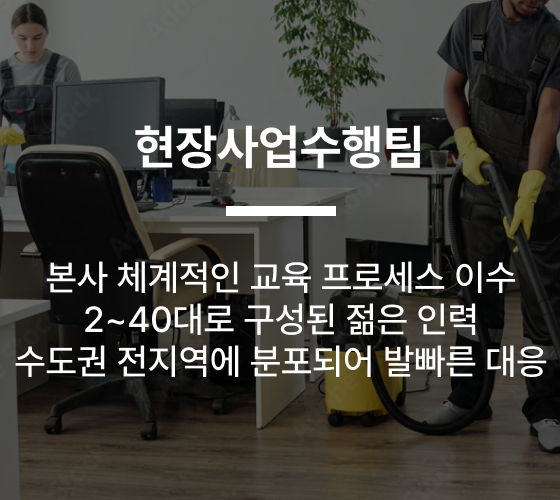 현장사업수행팀
본사 체계적인 교육 프로세스 이수
2~40대로 구성된 젊은 인력
수도권 전지역에 분포되어 발빠른 대응